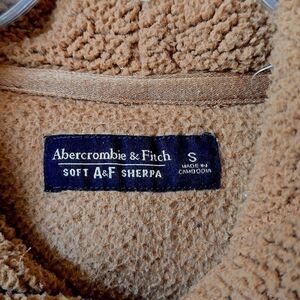 Abercrombie & Fitch
SOFT A&F SHERPA
S
MADE IN
CAMBODIA